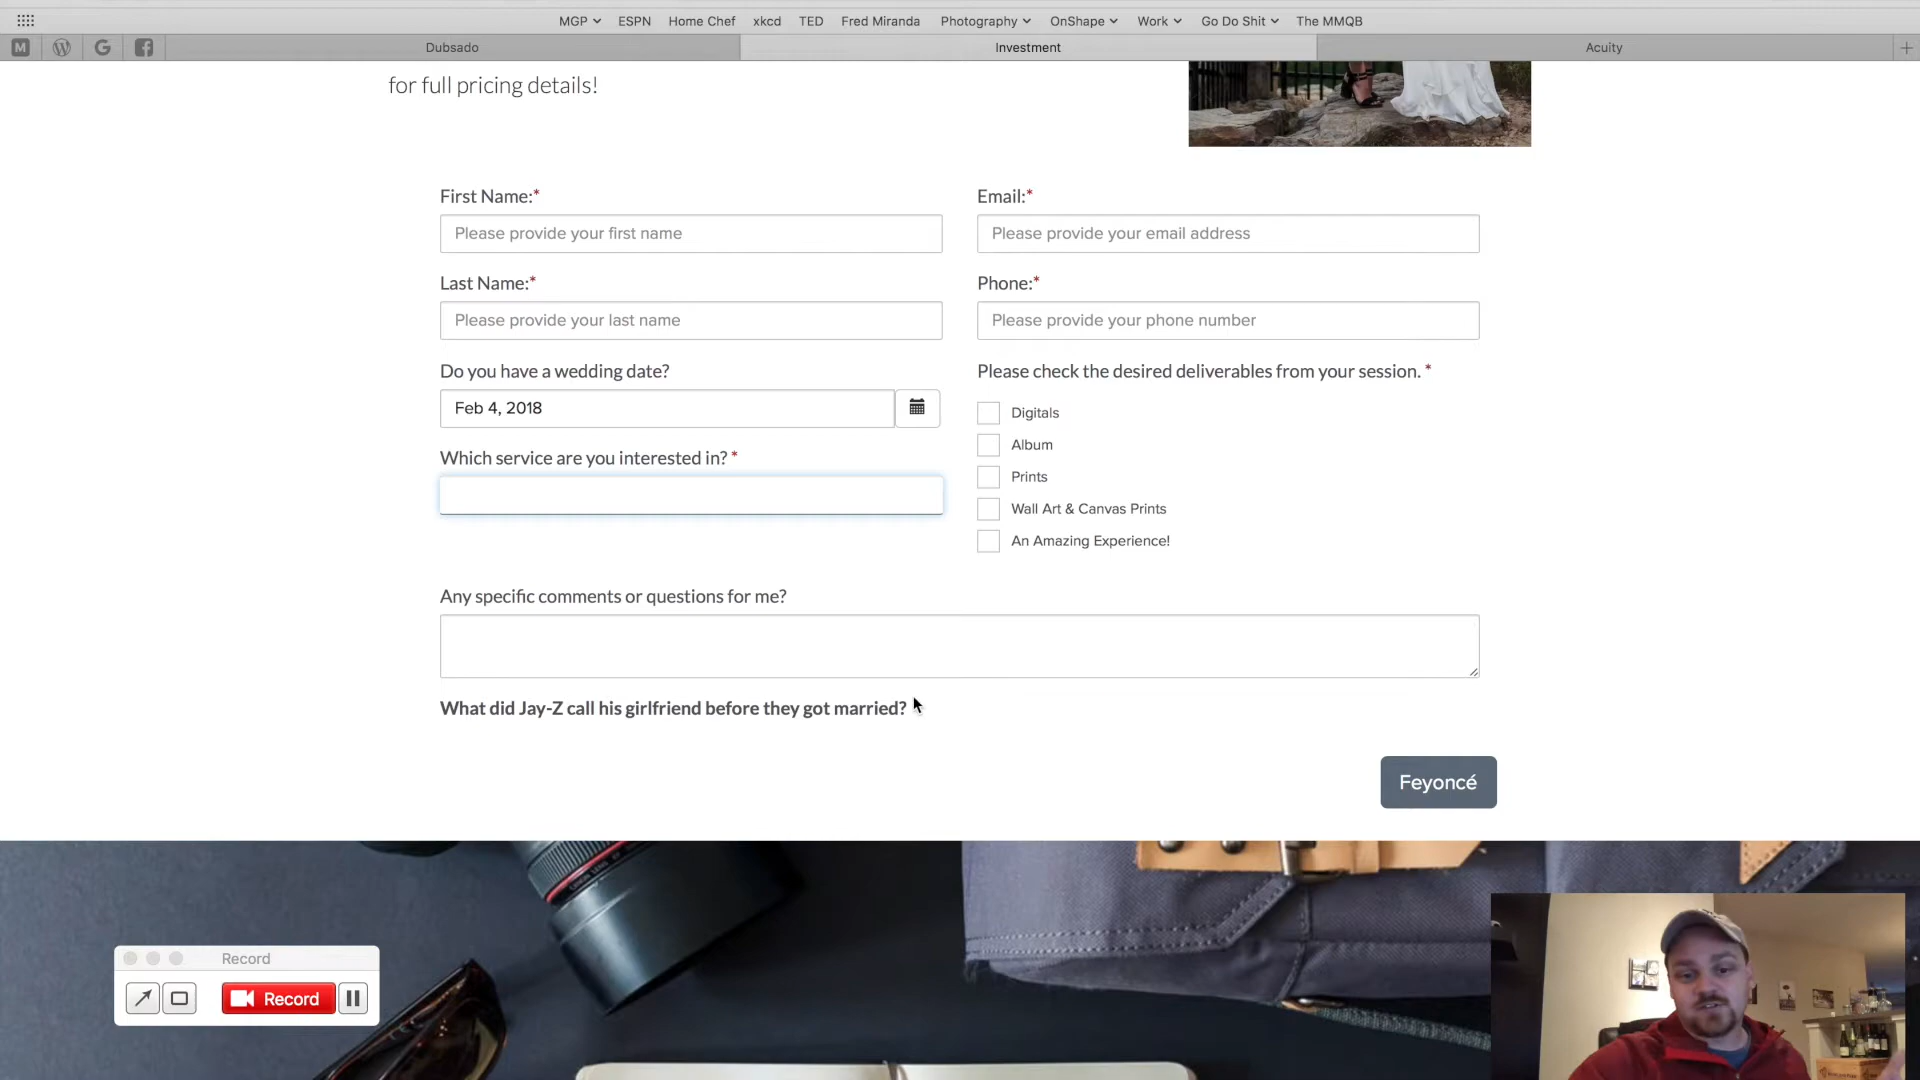 MGP ESPN Home Chef xkcd TED Fred Miranda Photography OnShape Work Go Do Shit The MMQB
M W G f Dubsado Investment Acuity +
for full pricing details!
First Name:*
Please provide your first name
Email:*
Please provide your email address
Last Name:*
Please provide your last name
Phone:*
Please provide your phone number
Do you have a wedding date?
Feb 4, 2018
Which service are you interested in? *
Please check the desired deliverables from your session. *
Digitals
Album
Prints
Wall Art & Canvas Prints
An Amazing Experience!
Any specific comments or questions for me?
What did Jay-Z call his girlfriend before they got married?
Feyoncé
Record
Record